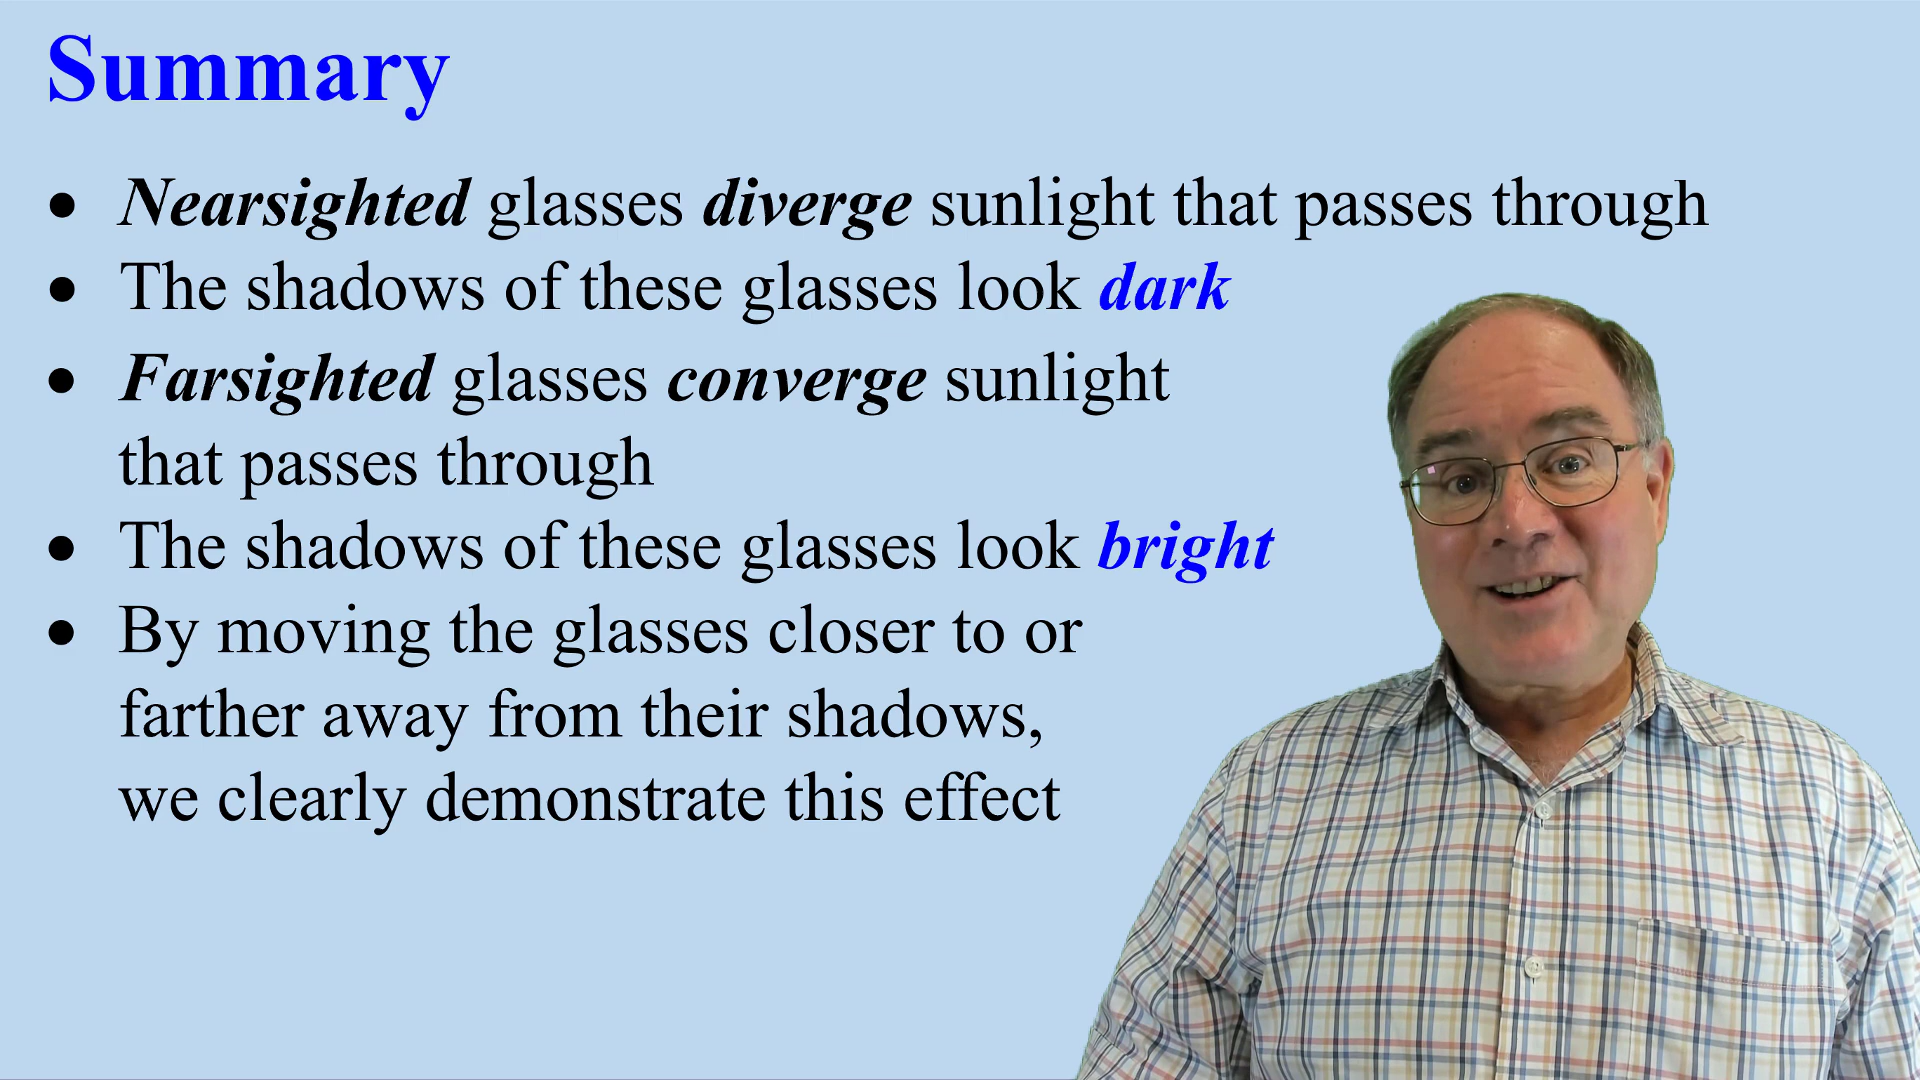 Summary
• Nearsighted glasses diverge sunlight that passes through
• The shadows of these glasses look dark
• Farsighted glasses converge sunlight
that passes through
• The shadows of these glasses look bright
• By moving the glasses closer to or
farther away from their shadows,
we clearly demonstrate this effect